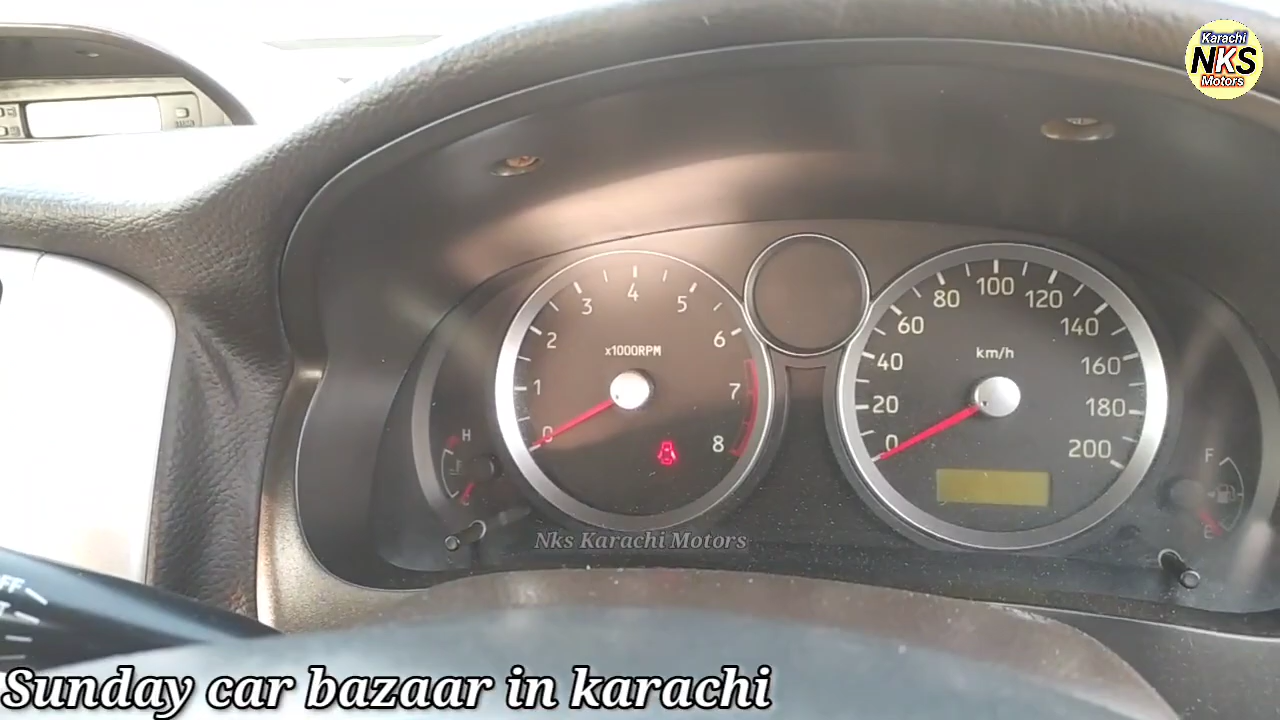 Karachi
NKS
Motors
0
1
2
3
4
5
6
7
8
x1000RPM
H
C
0
20
40
60
80
100
120
140
160
180
200
km/h
F
E
Nks Karachi Motors
FF
Sunday car bazaar in karachi